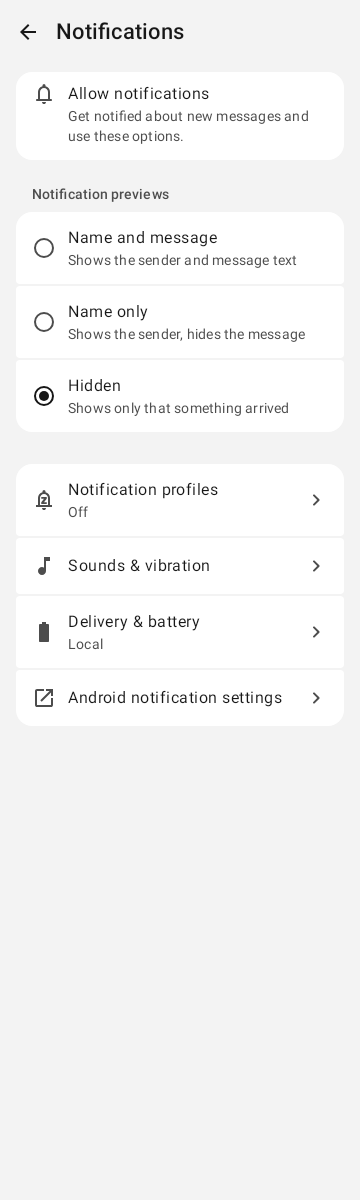 Notifications
Allow notifications
Get notified about new messages and
use these options.
Notification previews
Name and message
Shows the sender and message text
Name only
Shows the sender, hides the message
Hidden
Shows only that something arrived
Notification profiles
Off
Sounds & vibration
Delivery & battery
Local
Android notification settings